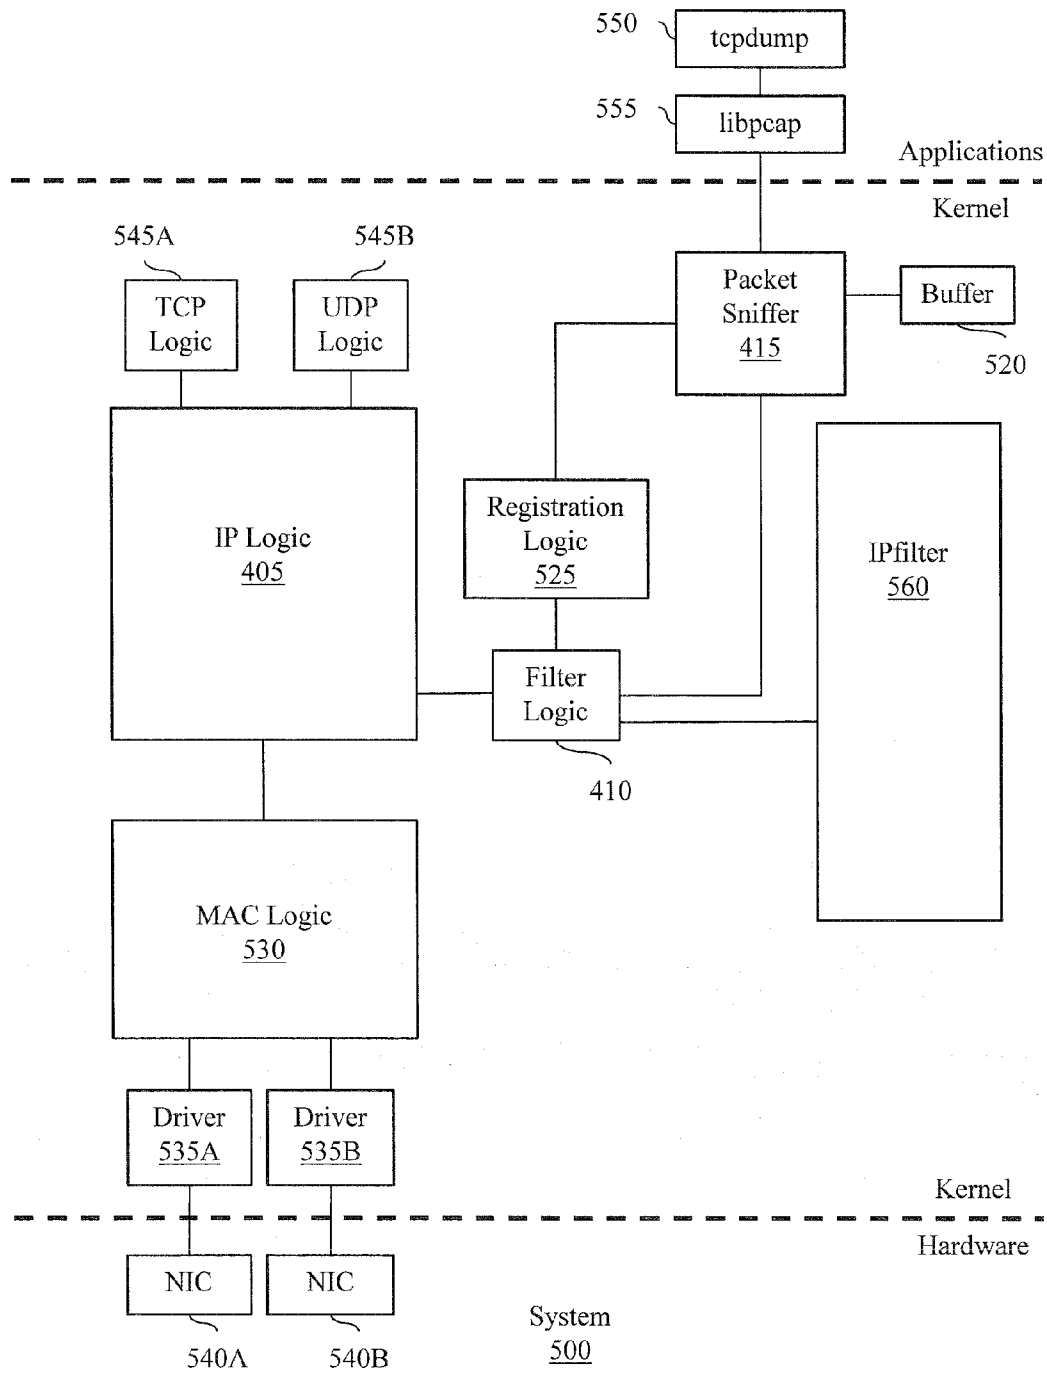 550
tcpdump
555
libpcap
Applications
Kernel
545A
545B
TCP
Logic
UDP
Logic
Packet
Sniffer
415
Buffer
520
IP Logic
405
Registration
Logic
525
IPfilter
560
Filter
Logic
410
MAC Logic
530
Driver
535A
Driver
535B
Kernel
Hardware
NIC
NIC
540A
540B
System
500